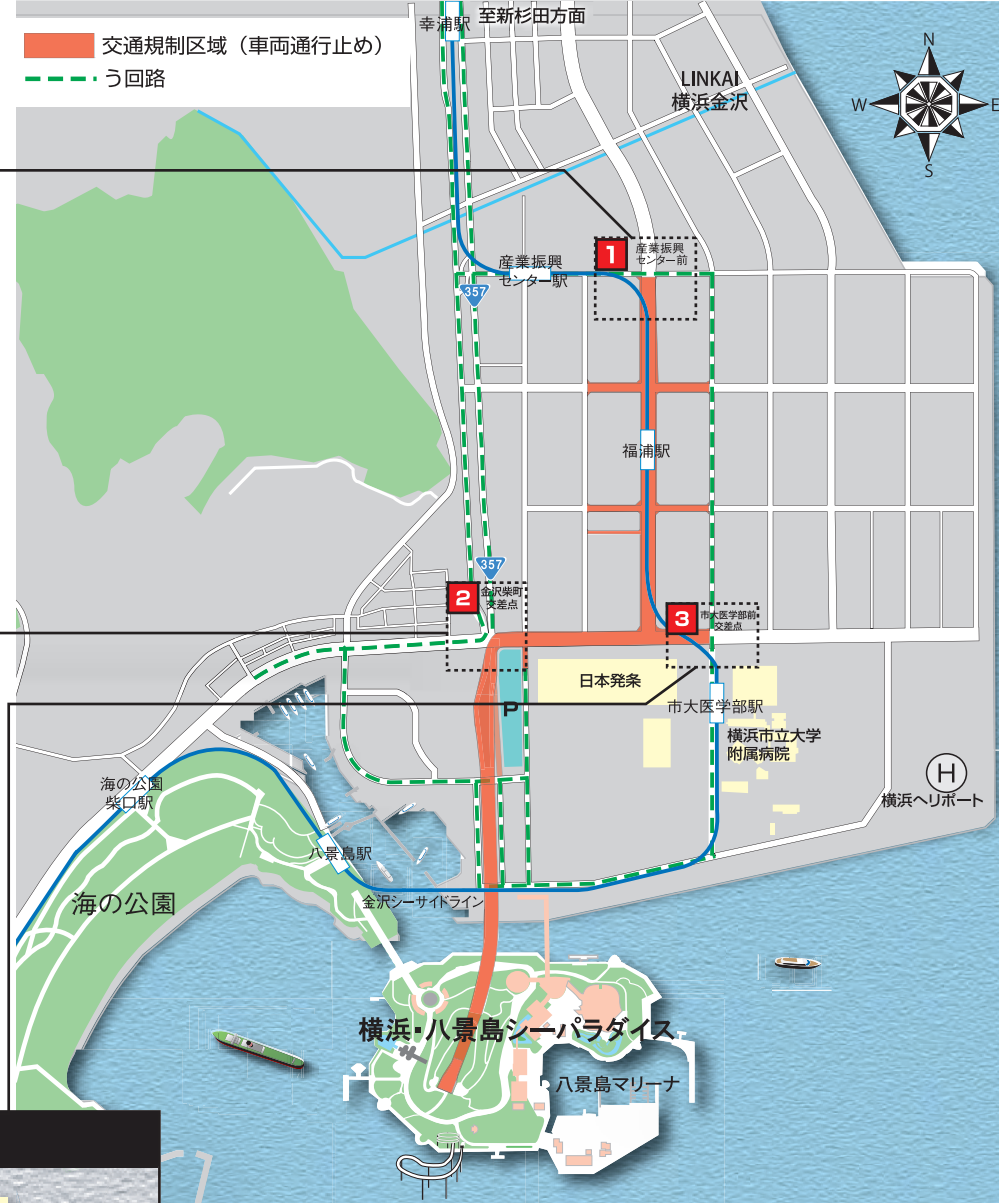 交通規制区域（車両通行止め）
う回路
幸浦駅
至新杉田方面
LINKAI
横浜金沢
N
W
E
S
1
産業振興
センター前
産業振興
センター駅
357
福浦駅
357
2
金沢柴町
交差点
3
市大医学部前
交差点
日本発条
P
市大医学部駅
横浜市立大学
附属病院
H
横浜ヘリポート
海の公園
柴口駅
八景島駅
海の公園
金沢シーサイドライン
横浜・八景島シーパラダイス
八景島マリーナ